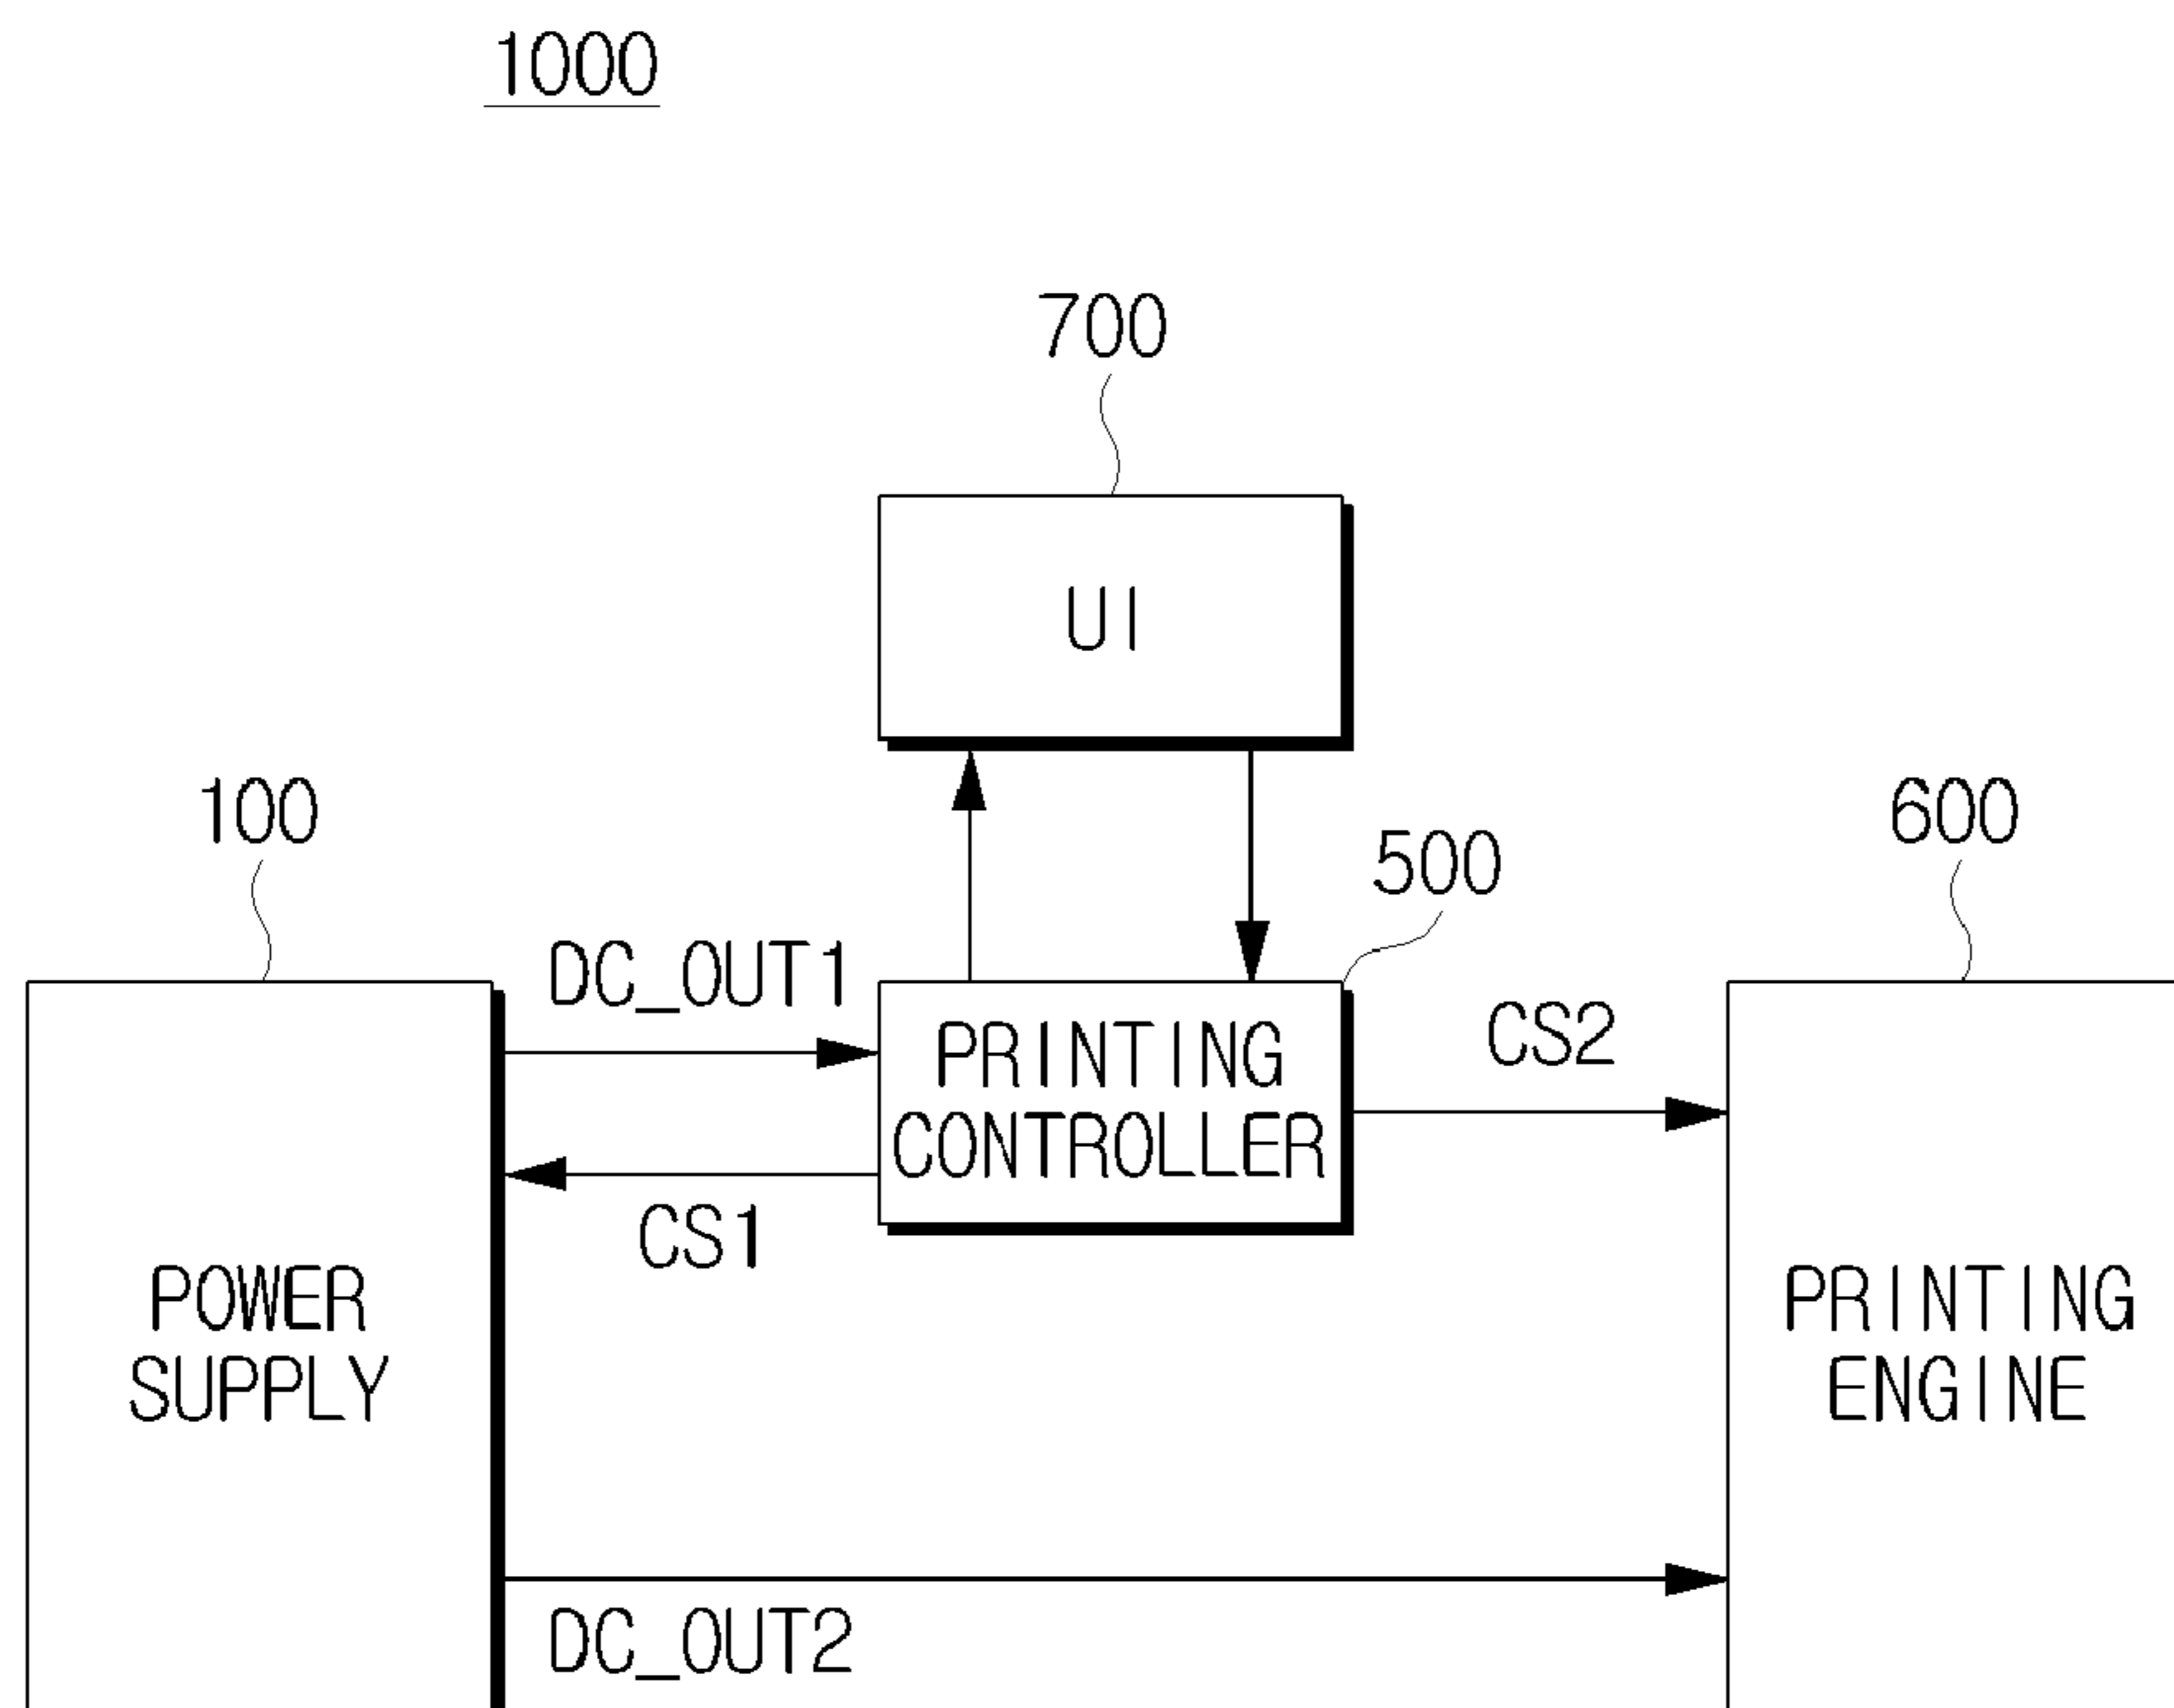 1000
700
UI
100
600
500
DC_OUT1
CS2
PRINTING
CONTROLLER
CS1
POWER
SUPPLY
PRINTING
ENGINE
DC_OUT2